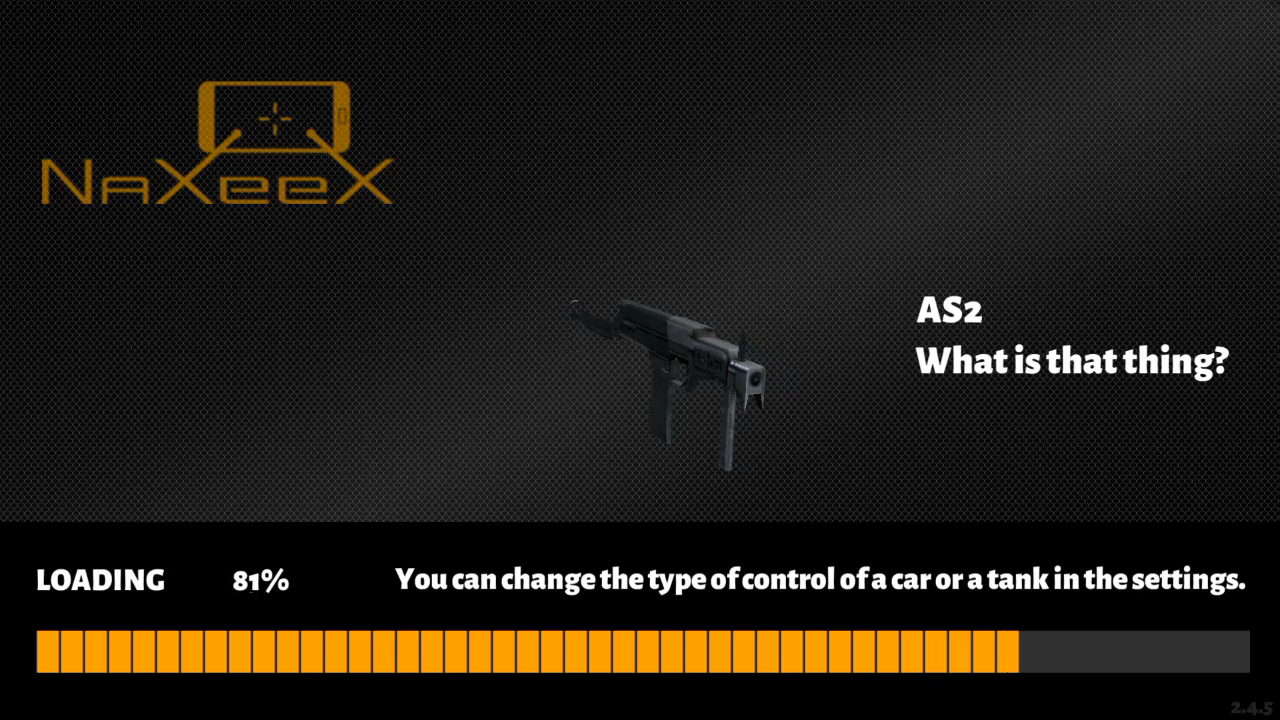 NaXeeX
AS2
What is that thing?
LOADING 81% You can change the type of control of a car or a tank in the settings.
2.4.5